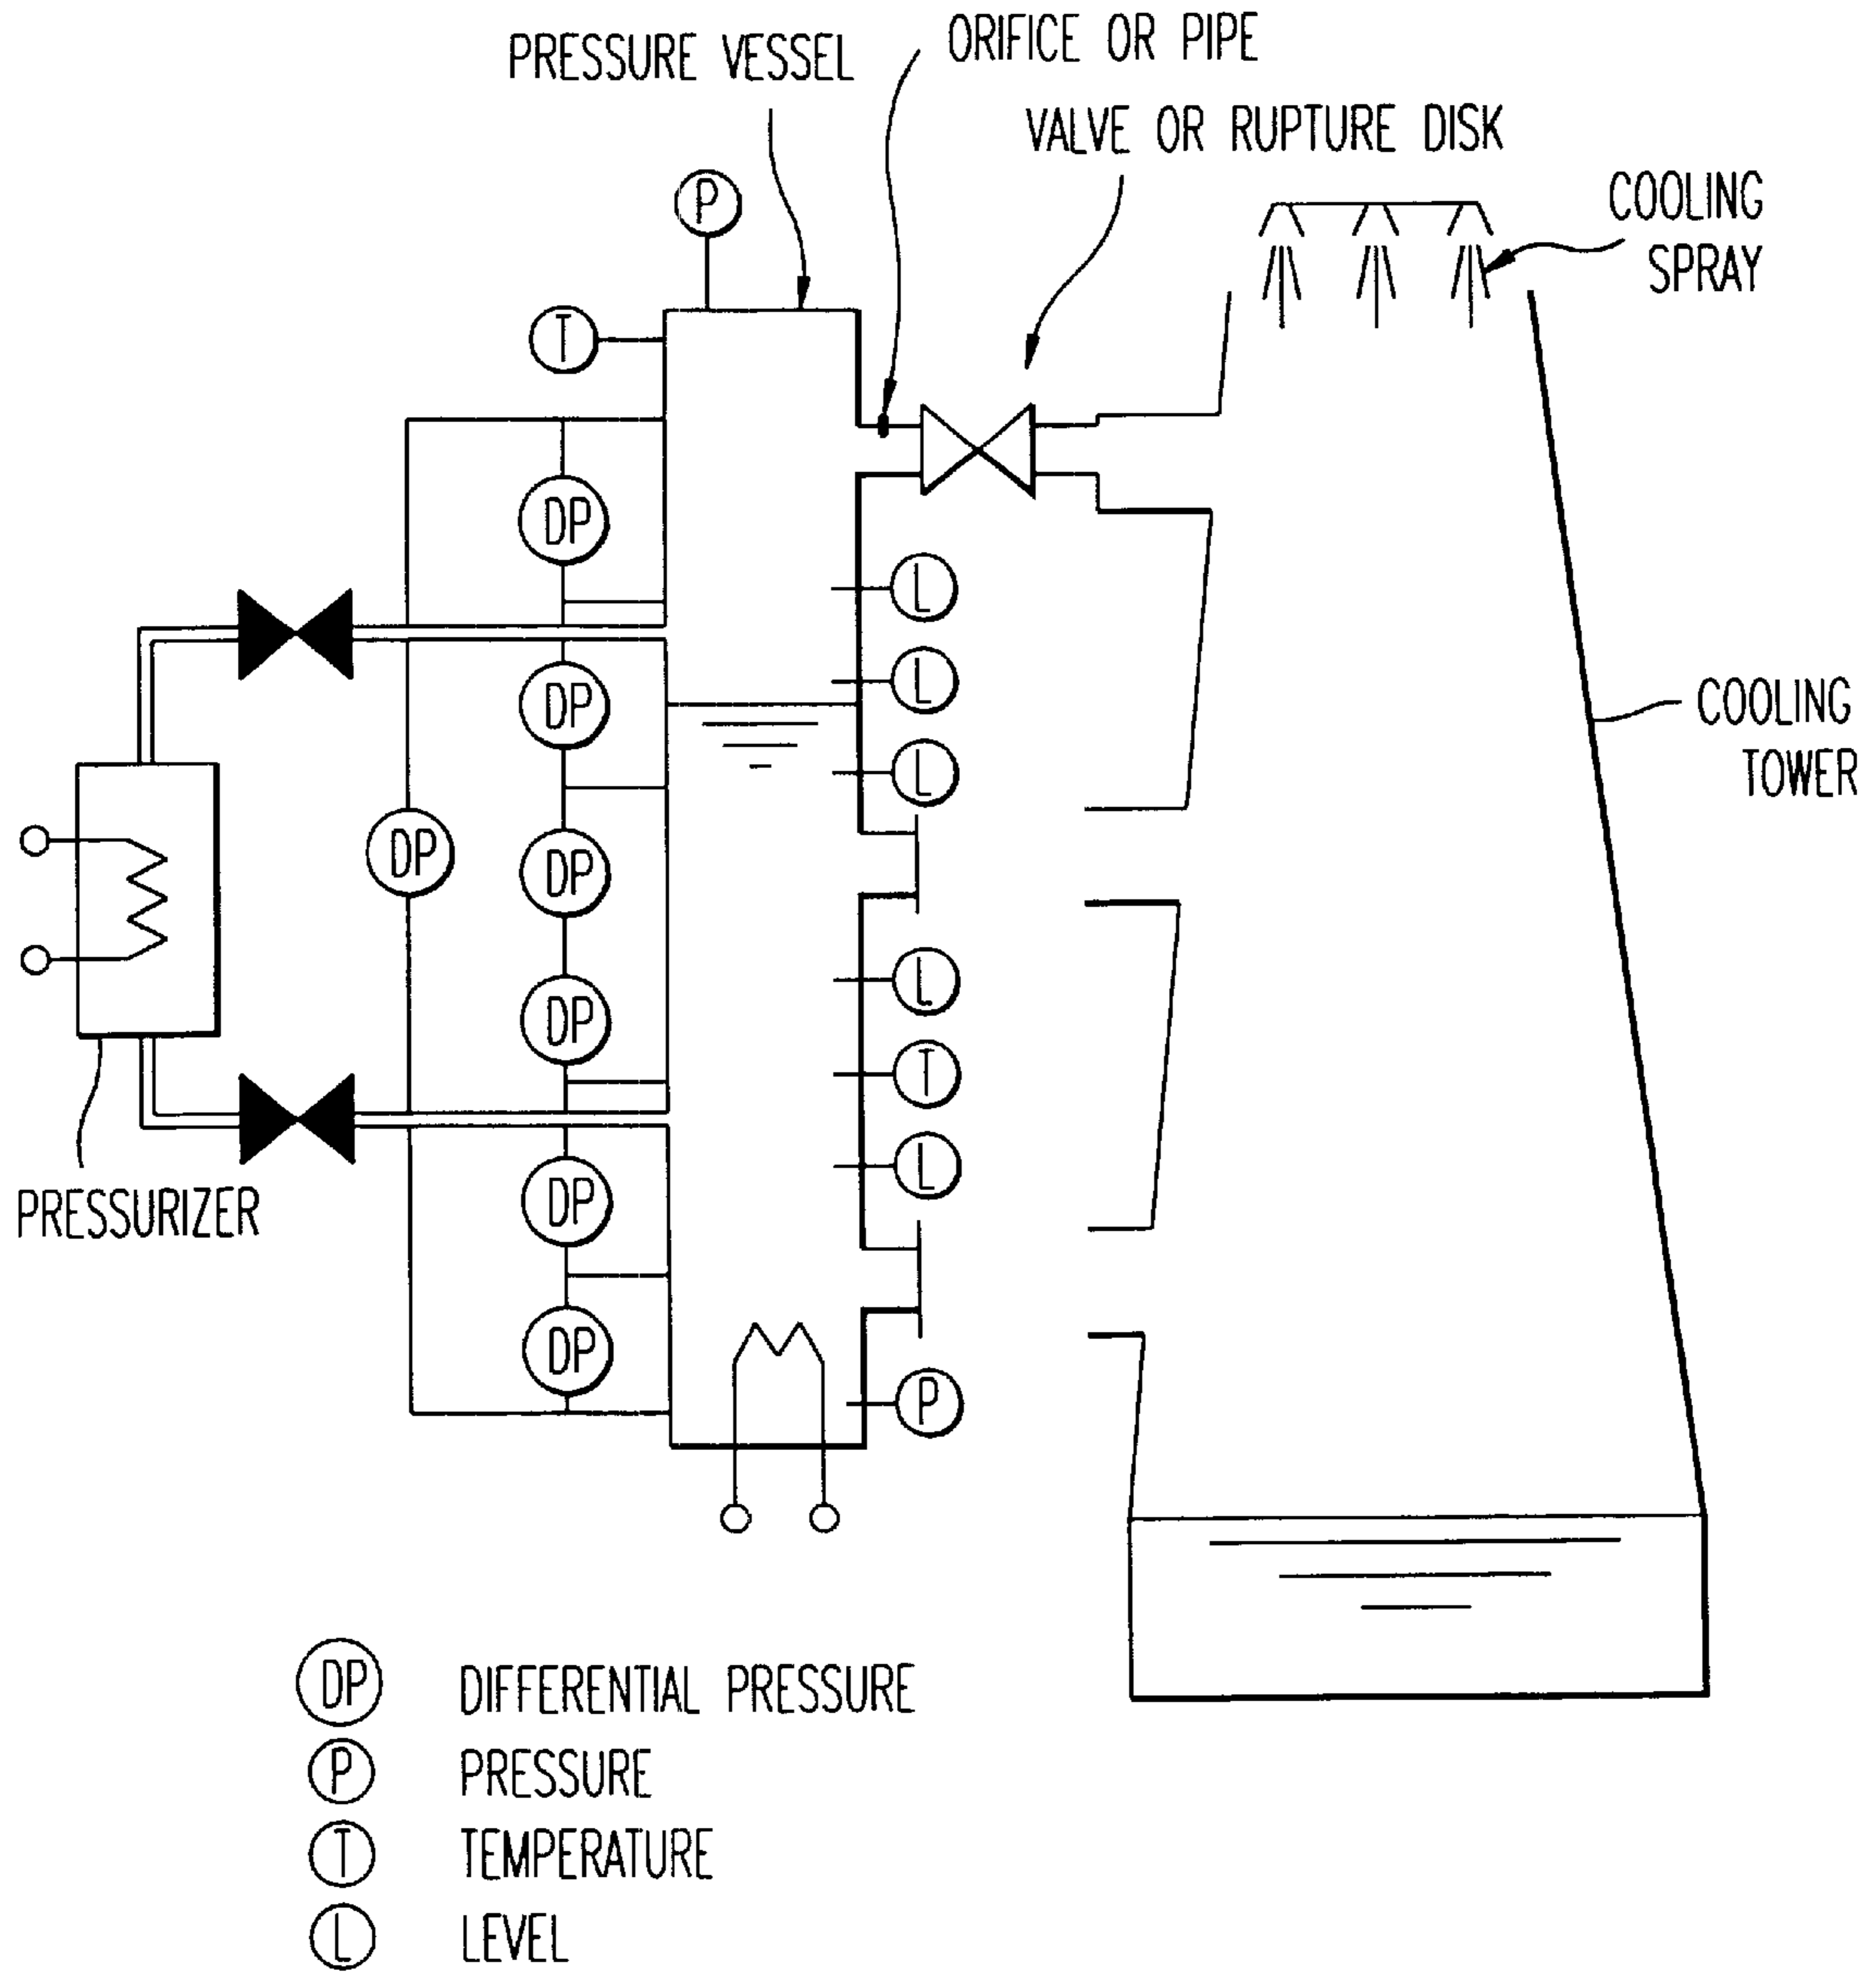 PRESSURE VESSEL
ORIFICE OR PIPE
VALVE OR RUPTURE DISK
COOLING
SPRAY
P
T
DP
L
DP
L
L
COOLING
TOWER
DP
DP
L
DP
T
L
PRESSURIZER
DP
DP
P
DP DIFFERENTIAL PRESSURE
P PRESSURE
T TEMPERATURE
L LEVEL